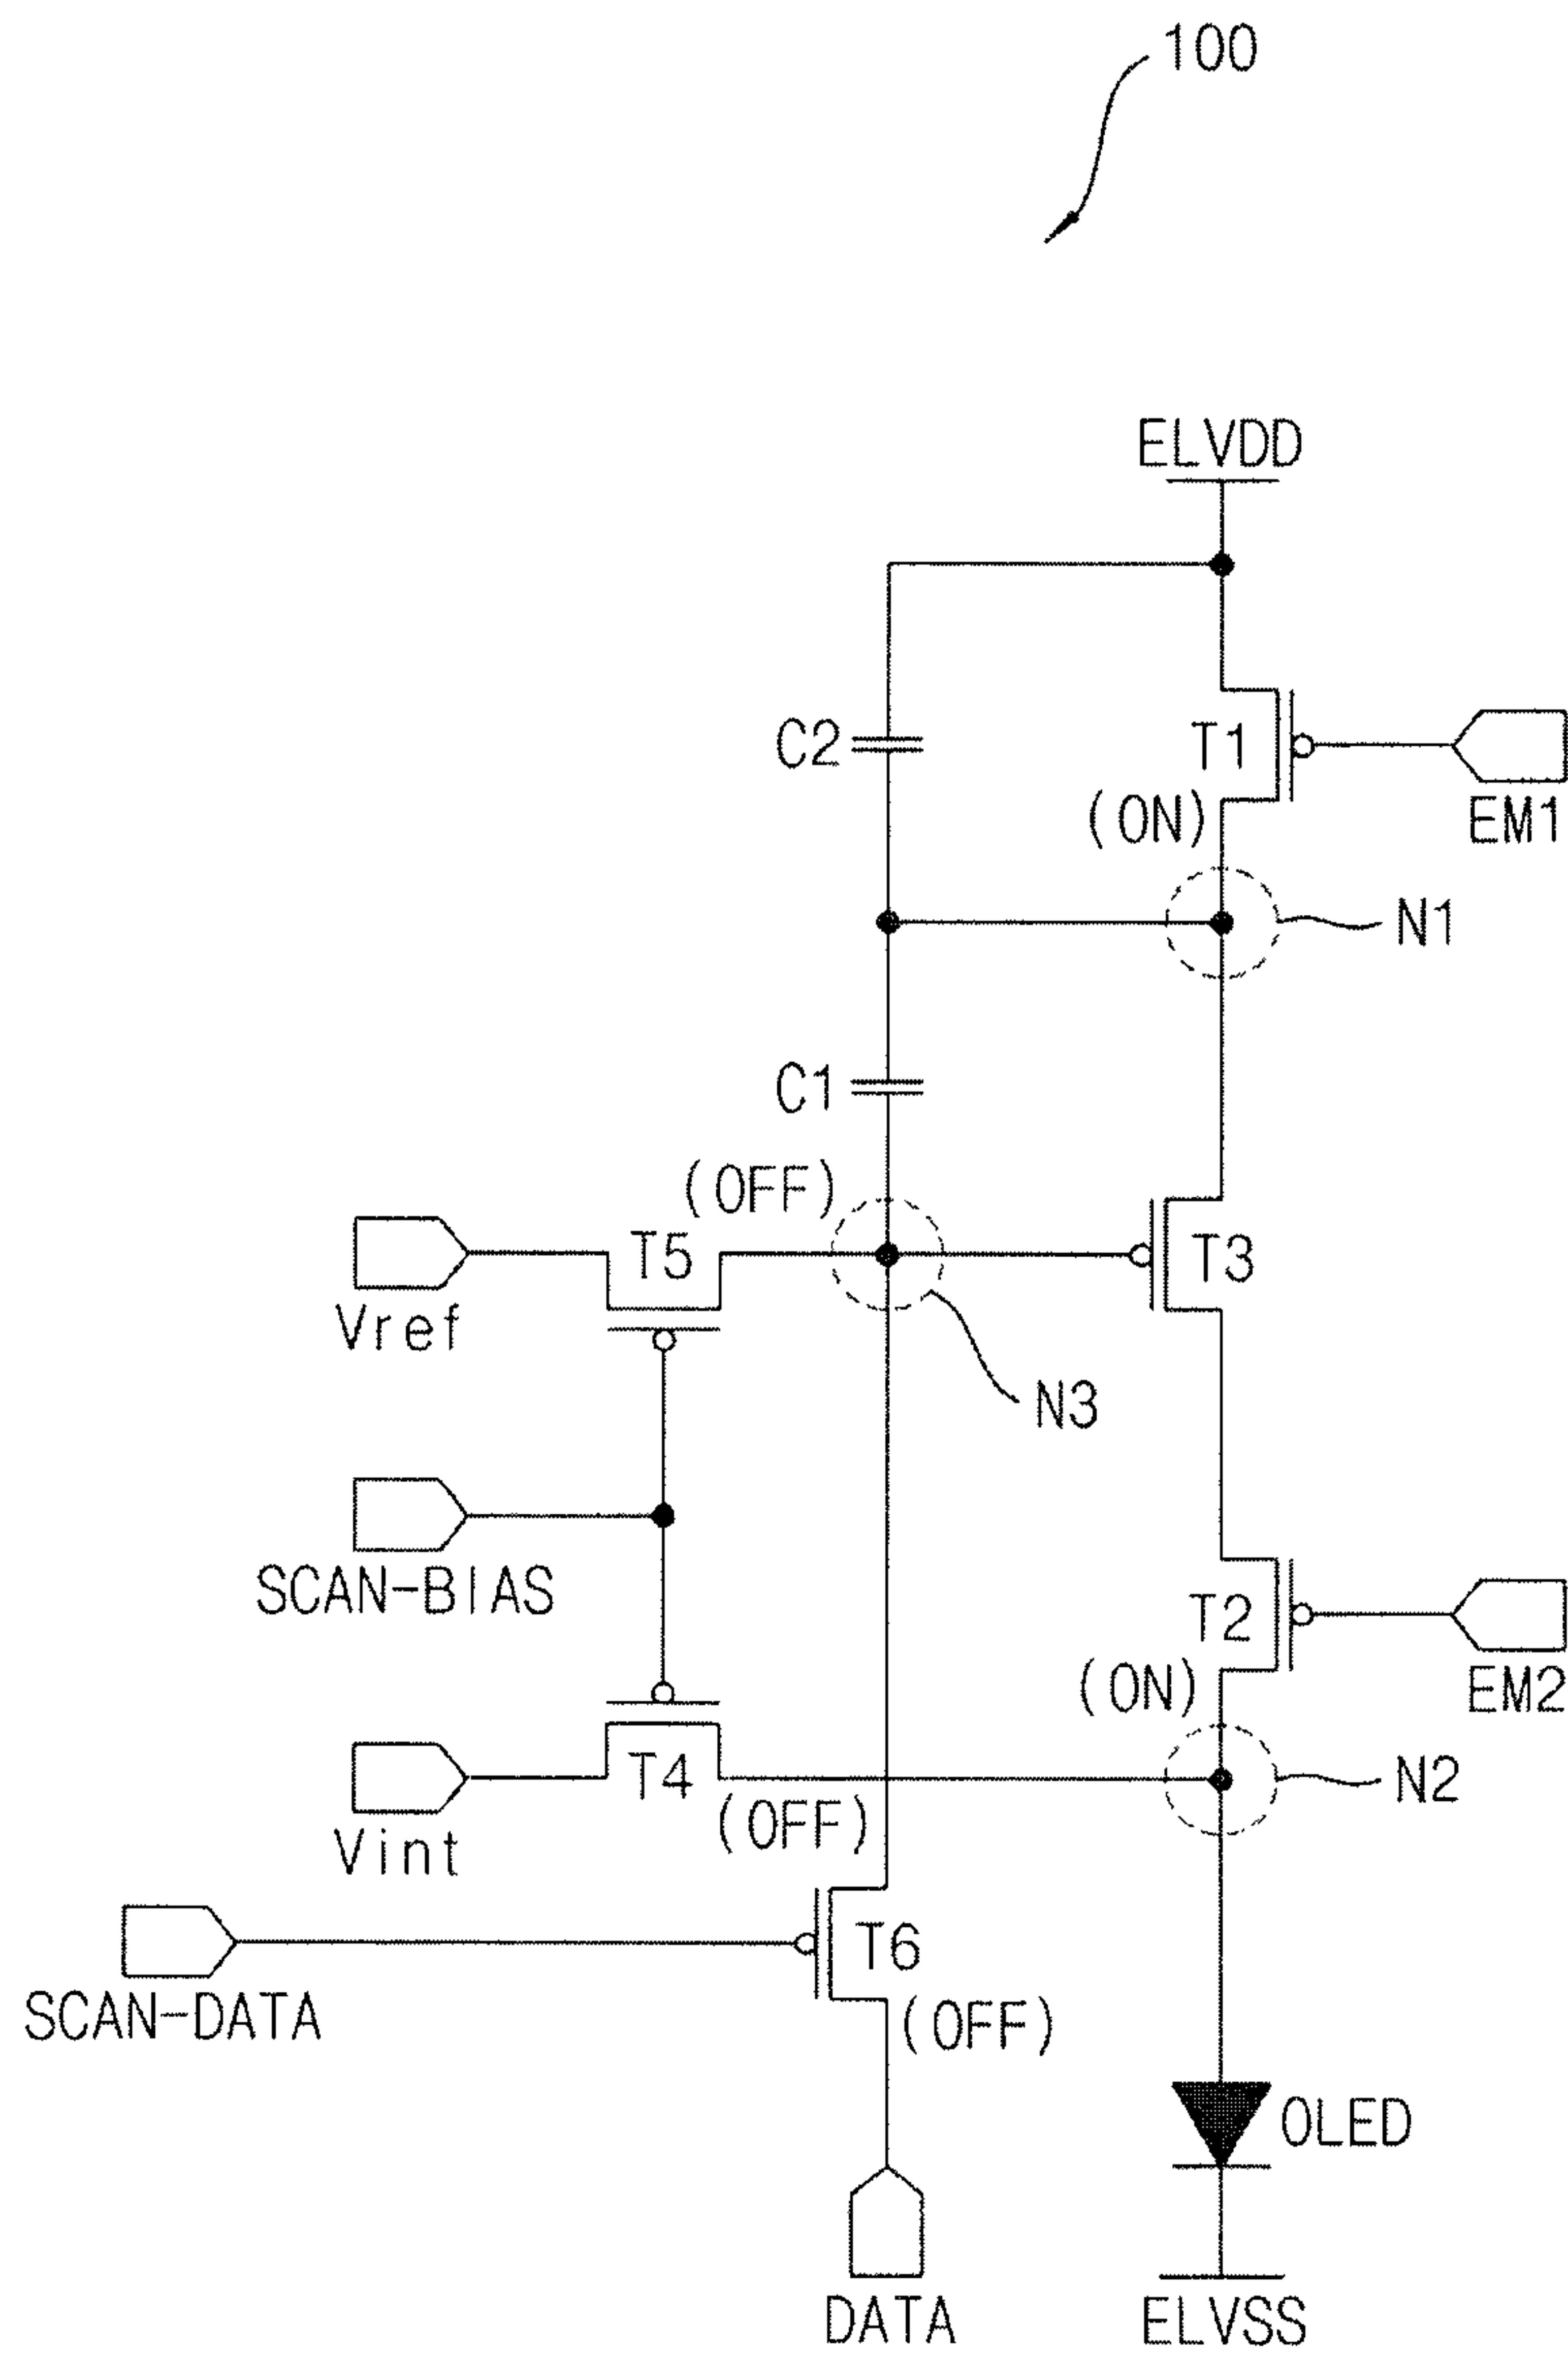 100
ELVDD
C2
T1
(ON)
EM1
N1
C1
(OFF)
T5
T3
Vref
N3
SCAN-BIAS
T2
(ON)
EM2
T4
N2
(OFF)
Vint
T6
SCAN-DATA
(OFF)
OLED
DATA
ELVSS